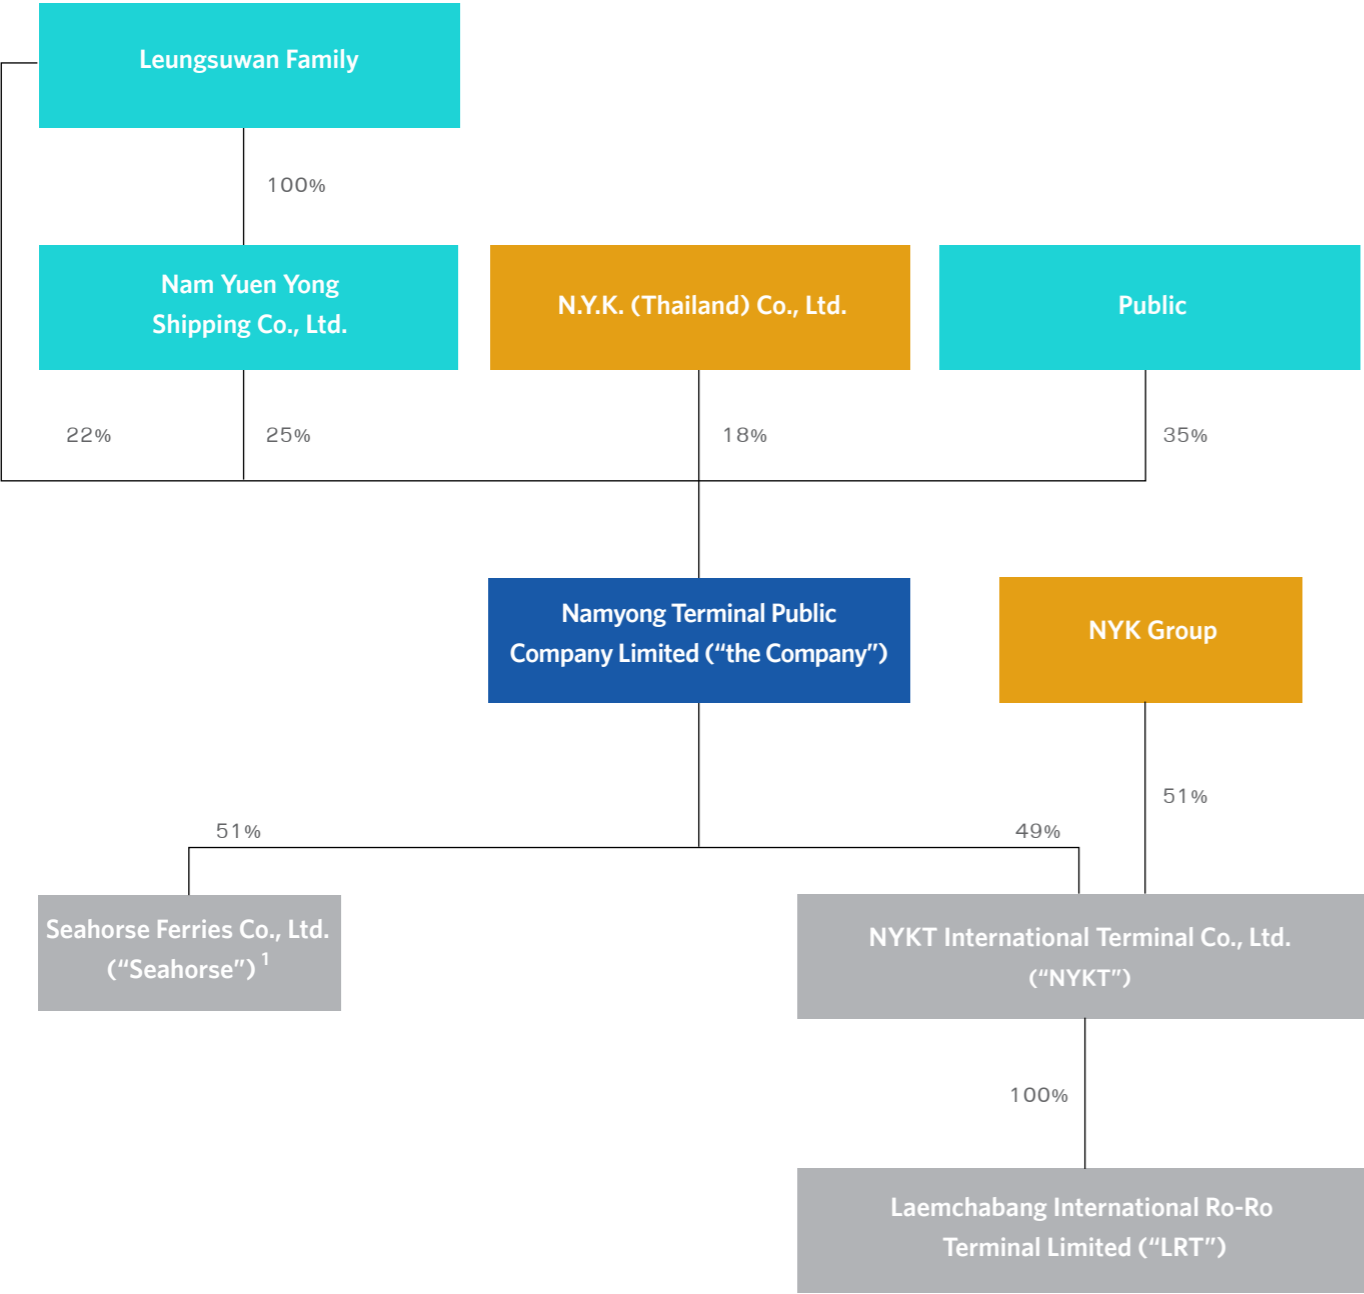 Leungsuwan Family
100%
Nam Yuen Yong
Shipping Co., Ltd.
N.Y.K. (Thailand) Co., Ltd.
Public
22%
25%
18%
35%
Namyong Terminal Public
Company Limited (“the Company”)
NYK Group
51%
51%
49%
Seahorse Ferries Co., Ltd.
(“Seahorse”) 1
NYKT International Terminal Co., Ltd.
(“NYKT”)
100%
Laemchabang International Ro-Ro
Terminal Limited (“LRT”)